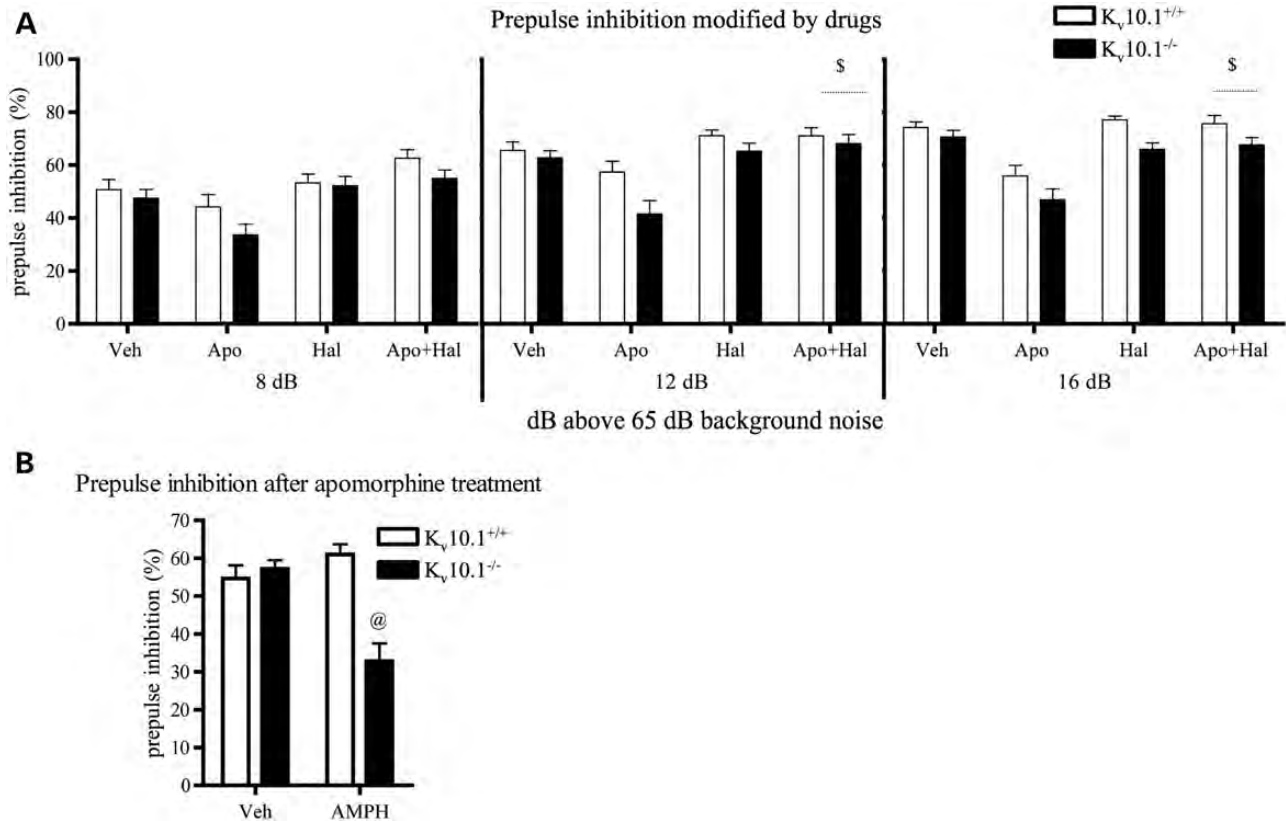 A
Prepulse inhibition modified by drugs
Kv10.1+/+
Kv10.1-/-
prepulse inhibition (%)
100
80
60
40
20
0
$
$
Veh Apo Hal Apo+Hal Veh Apo Hal Apo+Hal Veh Apo Hal Apo+Hal
8 dB 12 dB 16 dB
dB above 65 dB background noise
B
Prepulse inhibition after apomorphine treatment
Kv10.1+/+
Kv10.1-/-
prepulse inhibition (%)
70
60
50
40
30
20
10
0
@
Veh AMPH